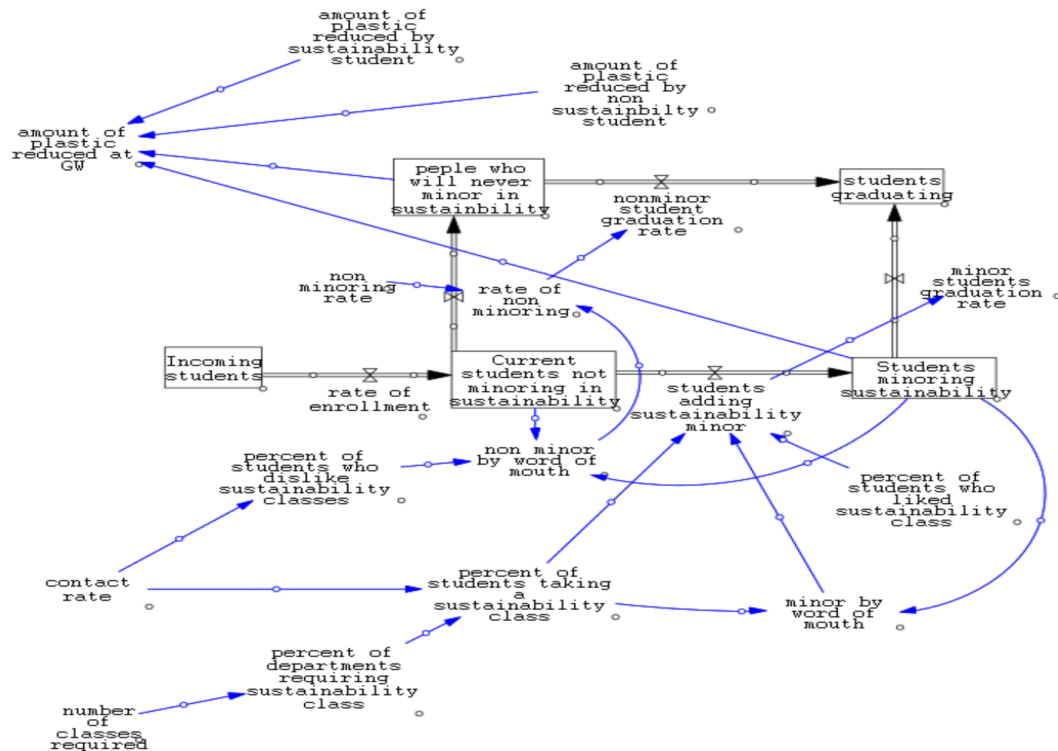 amount of
plastic
reduced by
sustainability
student
amount of
plastic
reduced by
non
sustainbilty
student
amount of
plastic
reduced at
GW
peple who
will never
minor in
sustainbility
students
graduating
nonminor
student
graduation
rate
non
minoring
rate
rate of
non
minoring
minor
students
graduation
rate
Incoming
students
rate of
enrollment
Current
students not
minoring in
sustainability
students
adding
sustainability
minor
Students
minoring
sustainability
percent of
students who
dislike
sustainability
classes
non minor
by word of
mouth
percent of
students who
liked
sustainability
class
contact
rate
percent of
students taking
a
sustainability
class
minor by
word of
mouth
percent of
departments
requiring
sustainability
class
number
of
classes
required